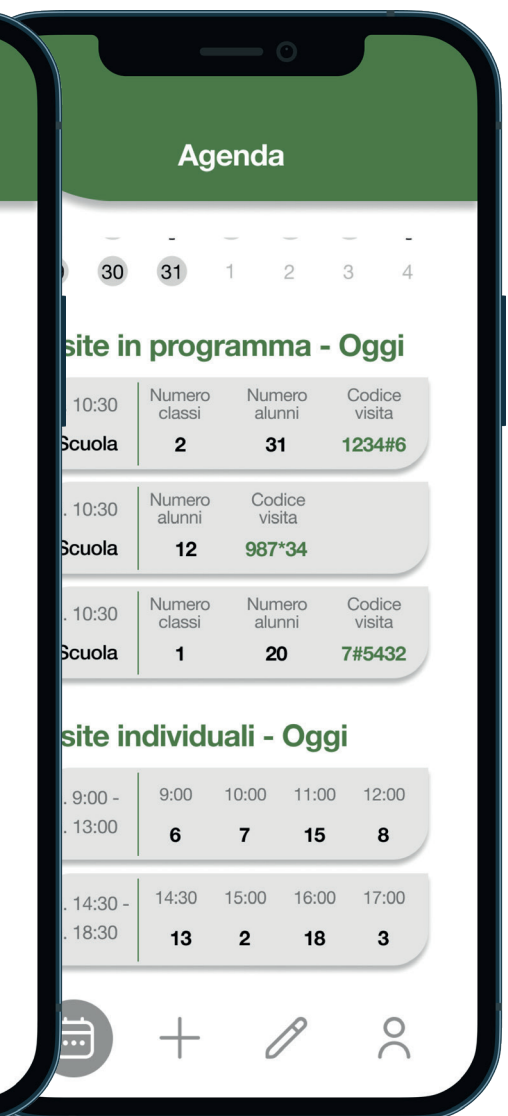 Agenda
30 31 1 2 3 4
site in programma - Oggi
. 10:30 Numero classi Numero alunni Codice visita
Scuola 2 31 1234#6
. 10:30 Numero alunni Codice visita
Scuola 12 987*34
. 10:30 Numero classi Numero alunni Codice visita
Scuola 1 20 7#5432
site individuali - Oggi
. 9:00 - 9:00 10:00 11:00 12:00
. 13:00 6 7 15 8
. 14:30 - 14:30 15:00 16:00 17:00
. 18:30 13 2 18 3